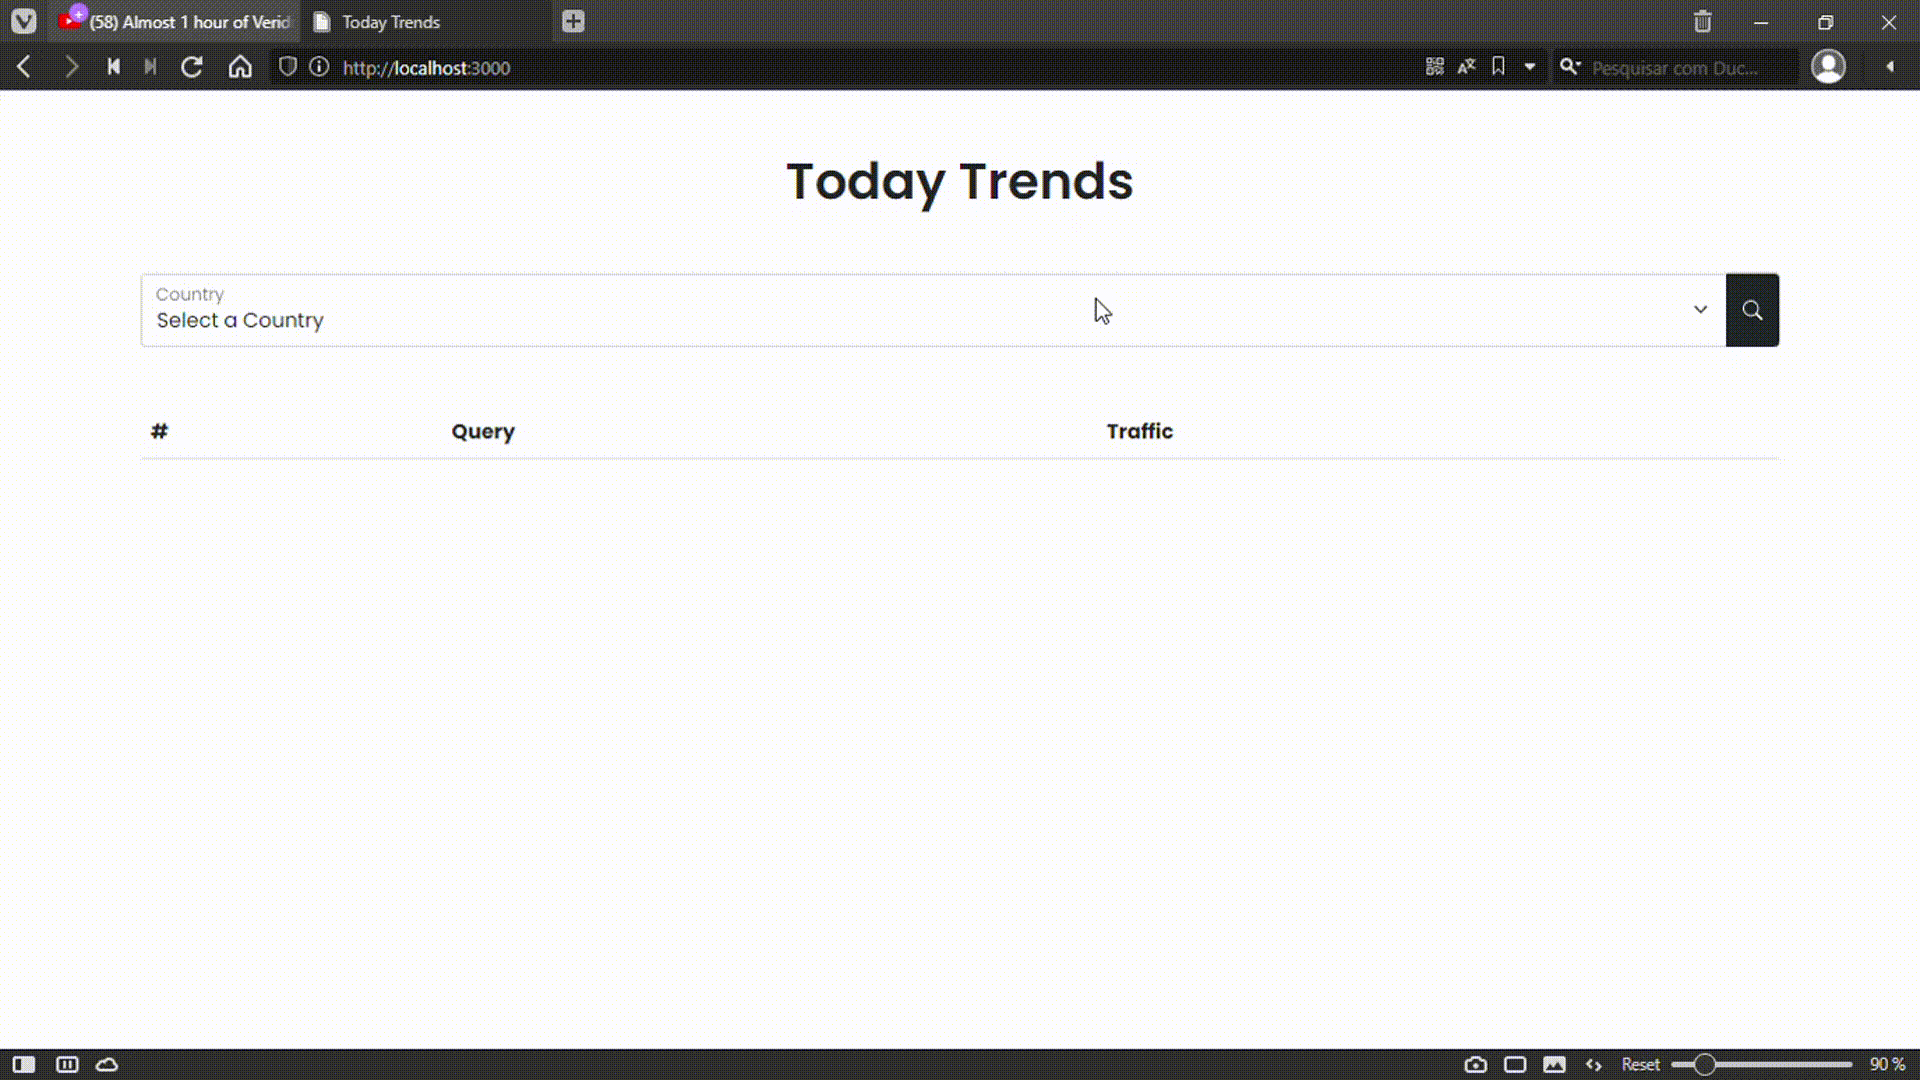 (58) Almost 1 hour of Verid
Today Trends
http://localhost:3000
Pesquisar com Duc...
Today Trends
Country
Select a Country
# Query Traffic
Reset 90 %